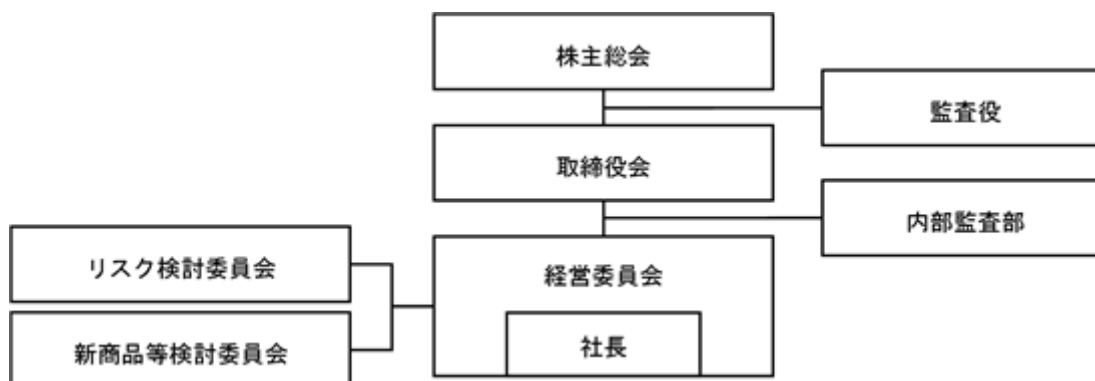 株主総会
監査役
取締役会
内部監査部
リスク検討委員会
経営委員会
新商品等検討委員会
社長